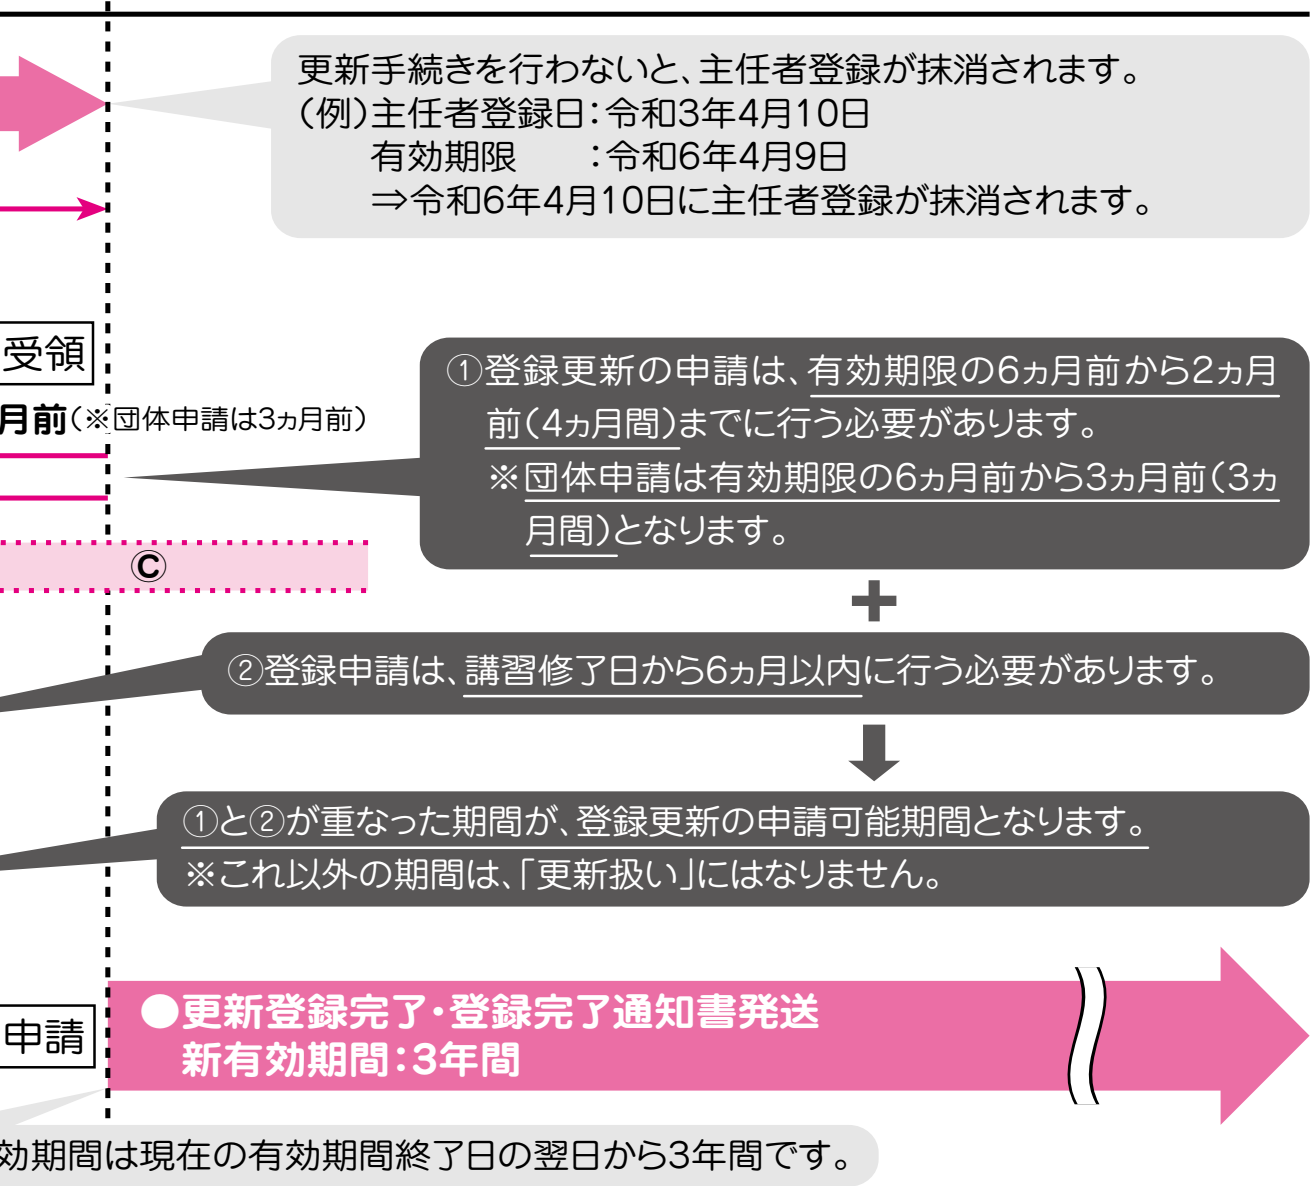 更新手続きを行わないと、主任者登録が抹消されます。
(例)主任者登録日:令和3年4月10日
有効期限　　:令和6年4月9日
⇒令和6年4月10日に主任者登録が抹消されます。
受領
月前(※団体申請は3ヵ月前)
①登録更新の申請は、有効期限の6ヵ月前から2ヵ月
前(4ヵ月間)までに行う必要があります。
※団体申請は有効期限の6ヵ月前から3ヵ月前(3ヵ
月間)となります。
Ⓒ
+
②登録申請は、講習修了日から6ヵ月以内に行う必要があります。
①と②が重なった期間が、登録更新の申請可能期間となります。
※これ以外の期間は、「更新扱い」にはなりません。
申請
●更新登録完了・登録完了通知書発送
新有効期間:3年間
効期間は現在の有効期間終了日の翌日から3年間です。